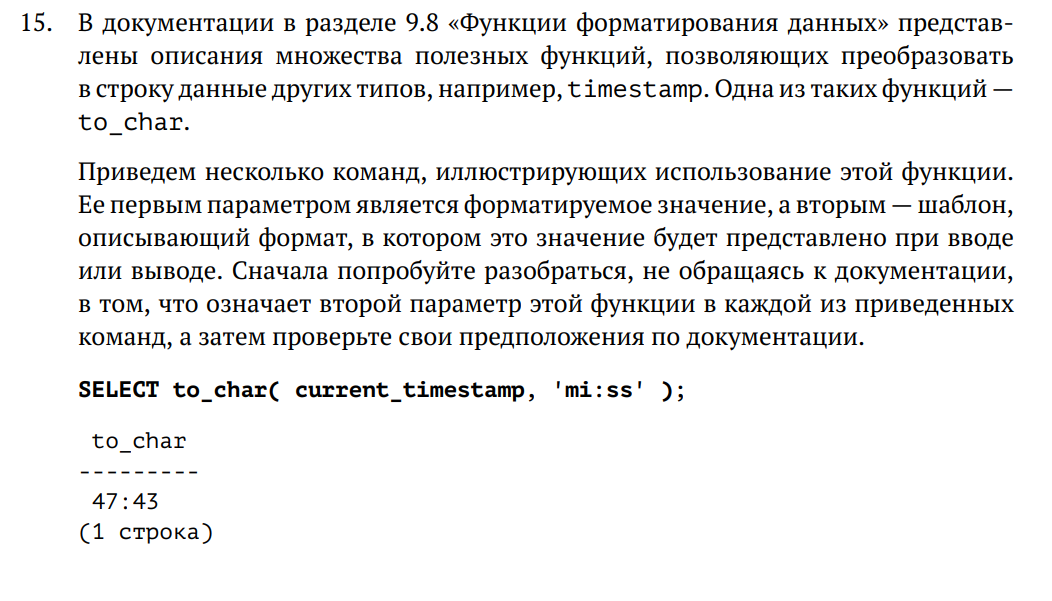 15. В документации в разделе 9.8 «Функции форматирования данных» представ-
лены описания множества полезных функций, позволяющих преобразовать
в строку данные других типов, например, timestamp. Одна из таких функций —
to_char.
Приведем несколько команд, иллюстрирующих использование этой функции.
Ее первым параметром является форматируемое значение, а вторым — шаблон,
описывающий формат, в котором это значение будет представлено при вводе
или выводе. Сначала попробуйте разобраться, не обращаясь к документации,
в том, что означает второй параметр этой функции в каждой из приведенных
команд, а затем проверьте свои предположения по документации.
SELECT to_char( current_timestamp, 'mi:ss' );
to_char
---------
47:43
(1 строка)